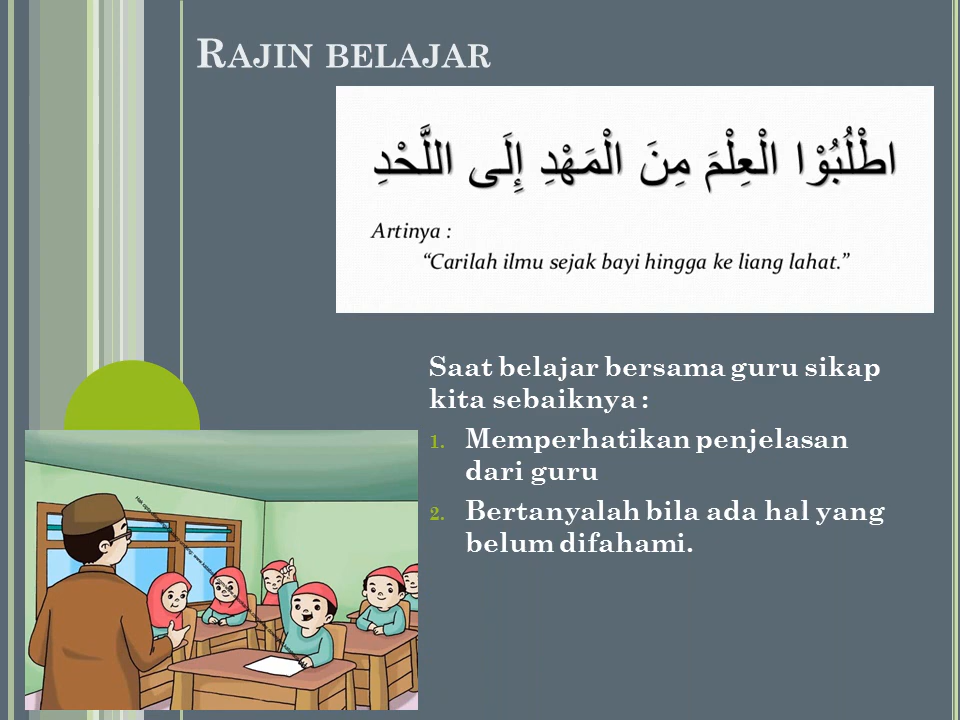 RAJIN BELAJAR
اطْلُبُوْا الْعِلْمَ مِنَ الْمَهْدِ إِلَى اللَّحْدِ
Artinya :
“Carilah ilmu sejak bayi hingga ke liang lahat.”
Saat belajar bersama guru sikap
kita sebaiknya :
1. Memperhatikan penjelasan
dari guru
2. Bertanyalah bila ada hal yang
belum difahami.